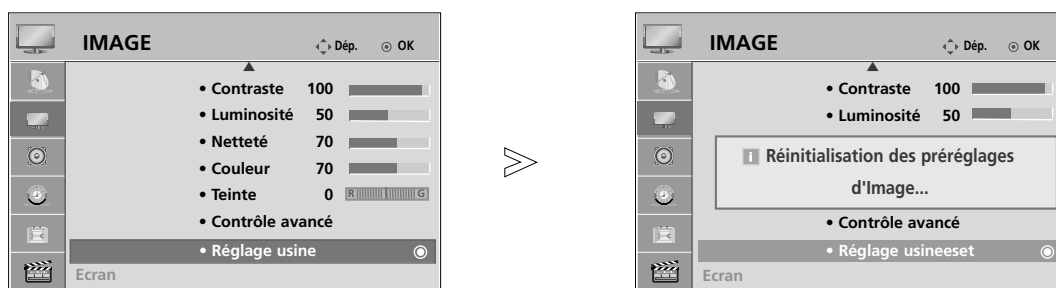 IMAGE Dép. OK
• Contraste 100
• Luminosité 50
• Netteté 70
• Couleur 70
• Teinte 0 R G
• Contrôle avancé
• Réglage usine
Ecran
IMAGE Dép. OK
• Contraste 100
• Luminosité 50
i Réinitialisation des préréglages
d'Image...
• Contrôle avancé
• Réglage usineeset
Ecran